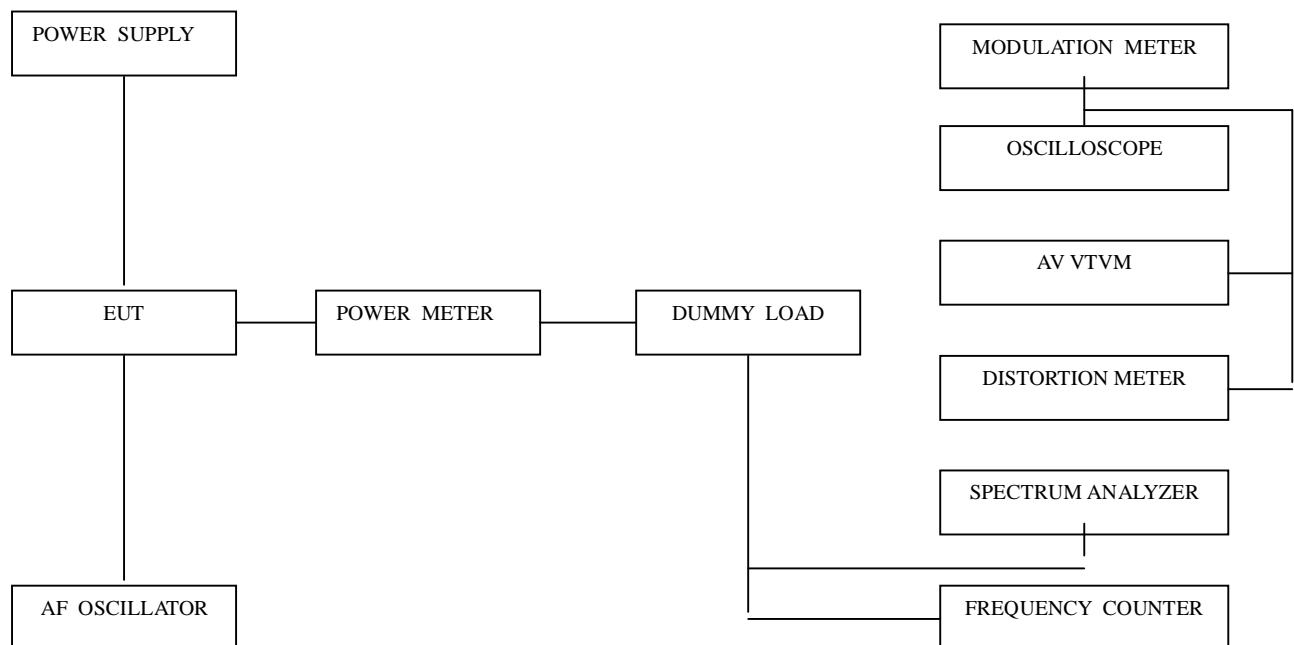 POWER SUPPLY
MODULATION METER
OSCILLOSCOPE
AV VTVM
EUT
POWER METER
DUMMY LOAD
DISTORTION METER
SPECTRUM ANALYZER
AF OSCILLATOR
FREQUENCY COUNTER